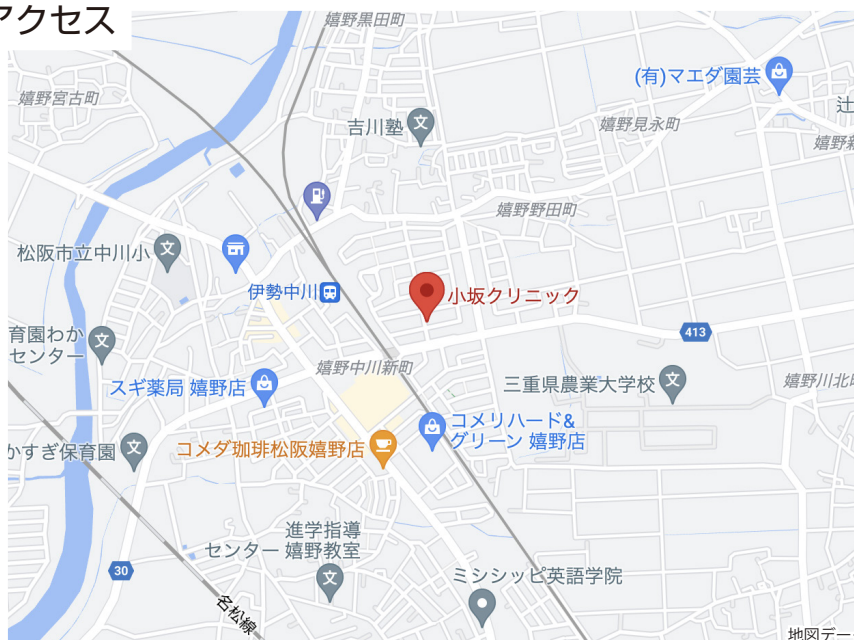 アクセス
嬉野黒田町
(有)マエダ園芸
嬉野宮古町
辻
吉川塾
嬉野見永町
嬉野新
嬉野野田町
松阪市立中川小
伊勢中川
小坂クリニック
413
育園わか
センター
嬉野中川新町
スギ薬局 嬉野店
三重県農業大学校
嬉野川北町
コメリハード&
グリーン 嬉野店
コメダ珈琲松阪嬉野店
かすぎ保育園
進学指導
センター 嬉野教室
30
ミシシッピ英語学院
名松線
地図デー